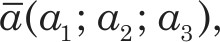 a̅(a₁; a₂; a₃),